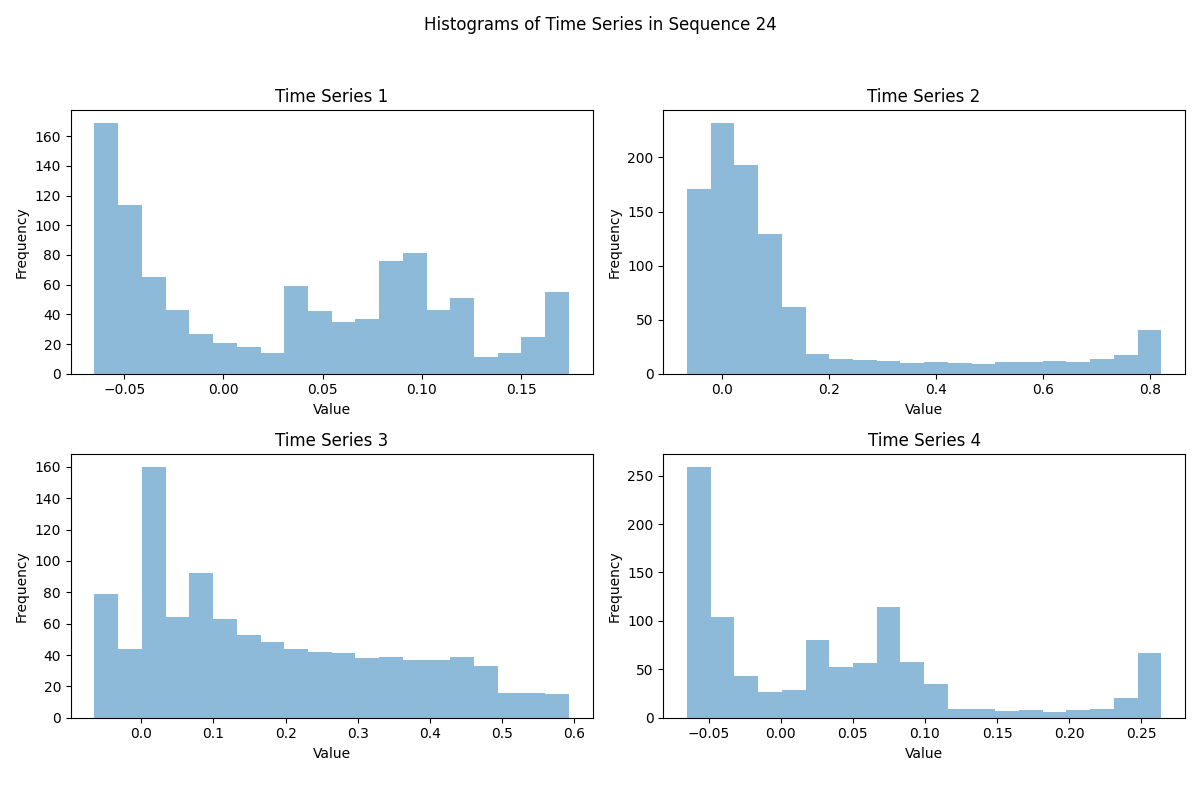 Histograms of Time Series in Sequence 24
Time Series 1
Frequency
160
140
120
100
80
60
40
20
0
−0.05 0.00 0.05 0.10 0.15
Value
Time Series 2
Frequency
200
150
100
50
0
0.0 0.2 0.4 0.6 0.8
Value
Time Series 3
Frequency
160
140
120
100
80
60
40
20
0
0.0 0.1 0.2 0.3 0.4 0.5 0.6
Value
Time Series 4
Frequency
250
200
150
100
50
0
−0.05 0.00 0.05 0.10 0.15 0.20 0.25
Value